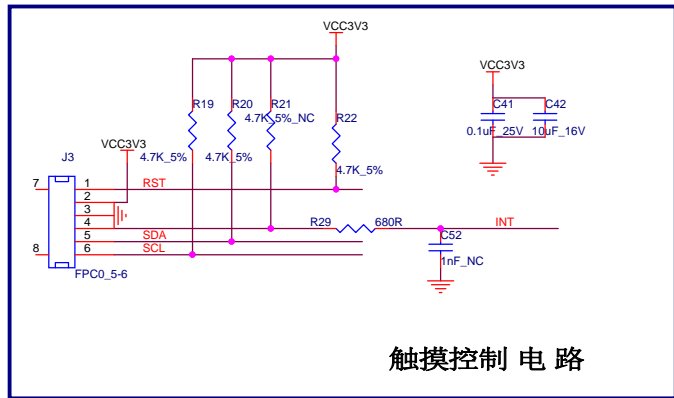 VCC3V3
VCC3V3
R19 R20 R21 R22
4.7K_5%_NC
C41 C42
0.1uF_25V 10uF_16V
VCC3V3
J3
4.7K_5% 4.7K_5%
4.7K_5%
7 1 RST
2
3
4 R29 680R INT
C52
5 SDA
8 6 SCL
1nF_NC
FPC0_5-6
触摸控制 电 路